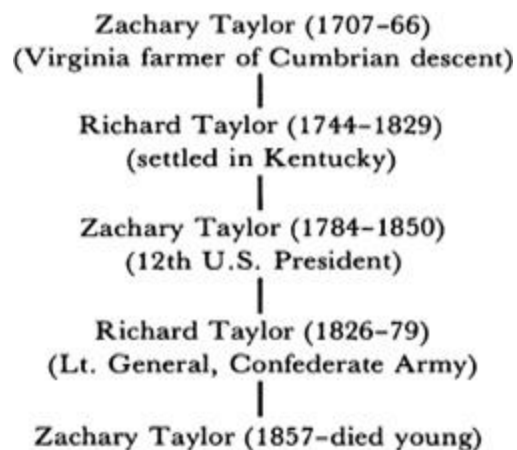 Zachary Taylor (1707–66)
(Virginia farmer of Cumbrian descent)
Richard Taylor (1744–1829)
(settled in Kentucky)
Zachary Taylor (1784–1850)
(12th U.S. President)
Richard Taylor (1826–79)
(Lt. General, Confederate Army)
Zachary Taylor (1857–died young)